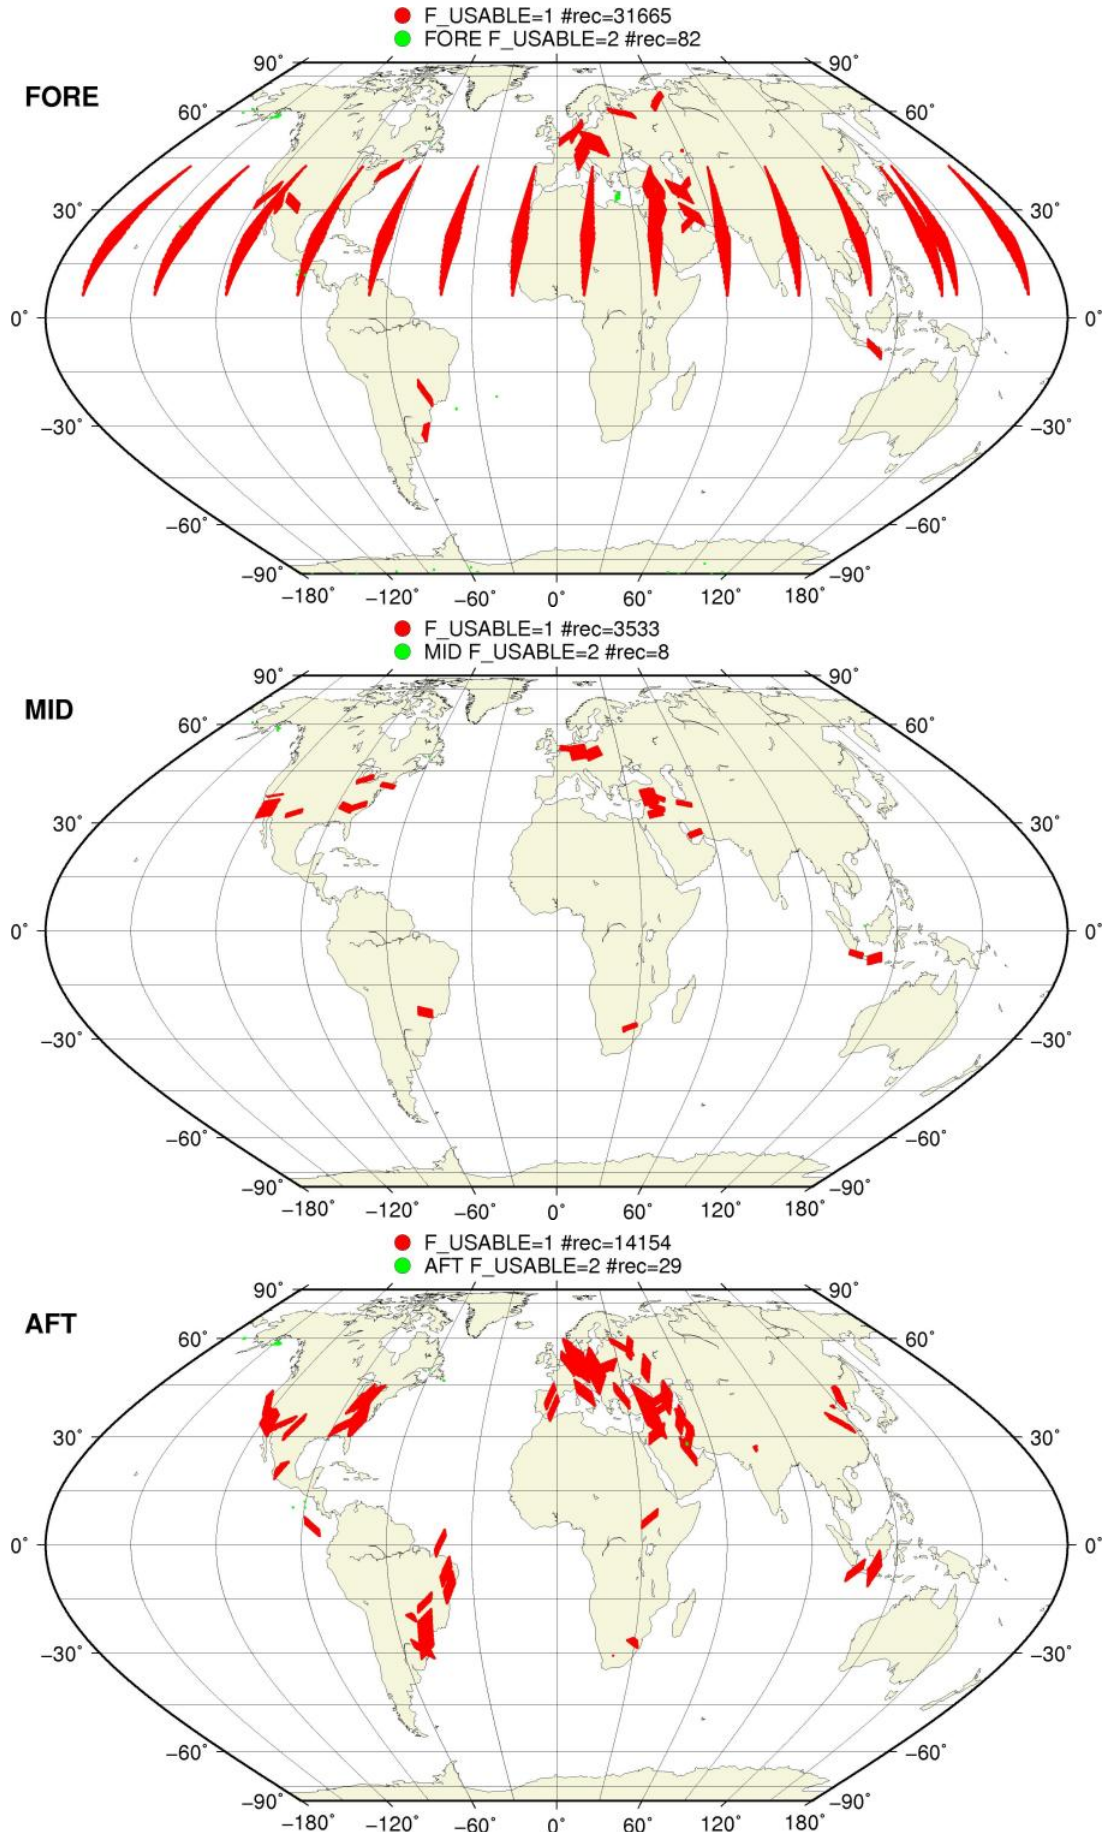 F_USABLE=1 #rec=31665
FORE F_USABLE=2 #rec=82
FORE
90° 90°
60° 60°
30° 30°
0° 0°
−30° −30°
−60° −60°
−90° −90°
−180° −120° −60° 0° 60° 120° 180°
F_USABLE=1 #rec=3533
MID F_USABLE=2 #rec=8
MID
90° 90°
60° 60°
30° 30°
0° 0°
−30° −30°
−60° −60°
−90° −90°
−180° −120° −60° 0° 60° 120° 180°
F_USABLE=1 #rec=14154
AFT F_USABLE=2 #rec=29
AFT
90° 90°
60° 60°
30° 30°
0° 0°
−30° −30°
−60° −60°
−90° −90°
−180° −120° −60° 0° 60° 120° 180°